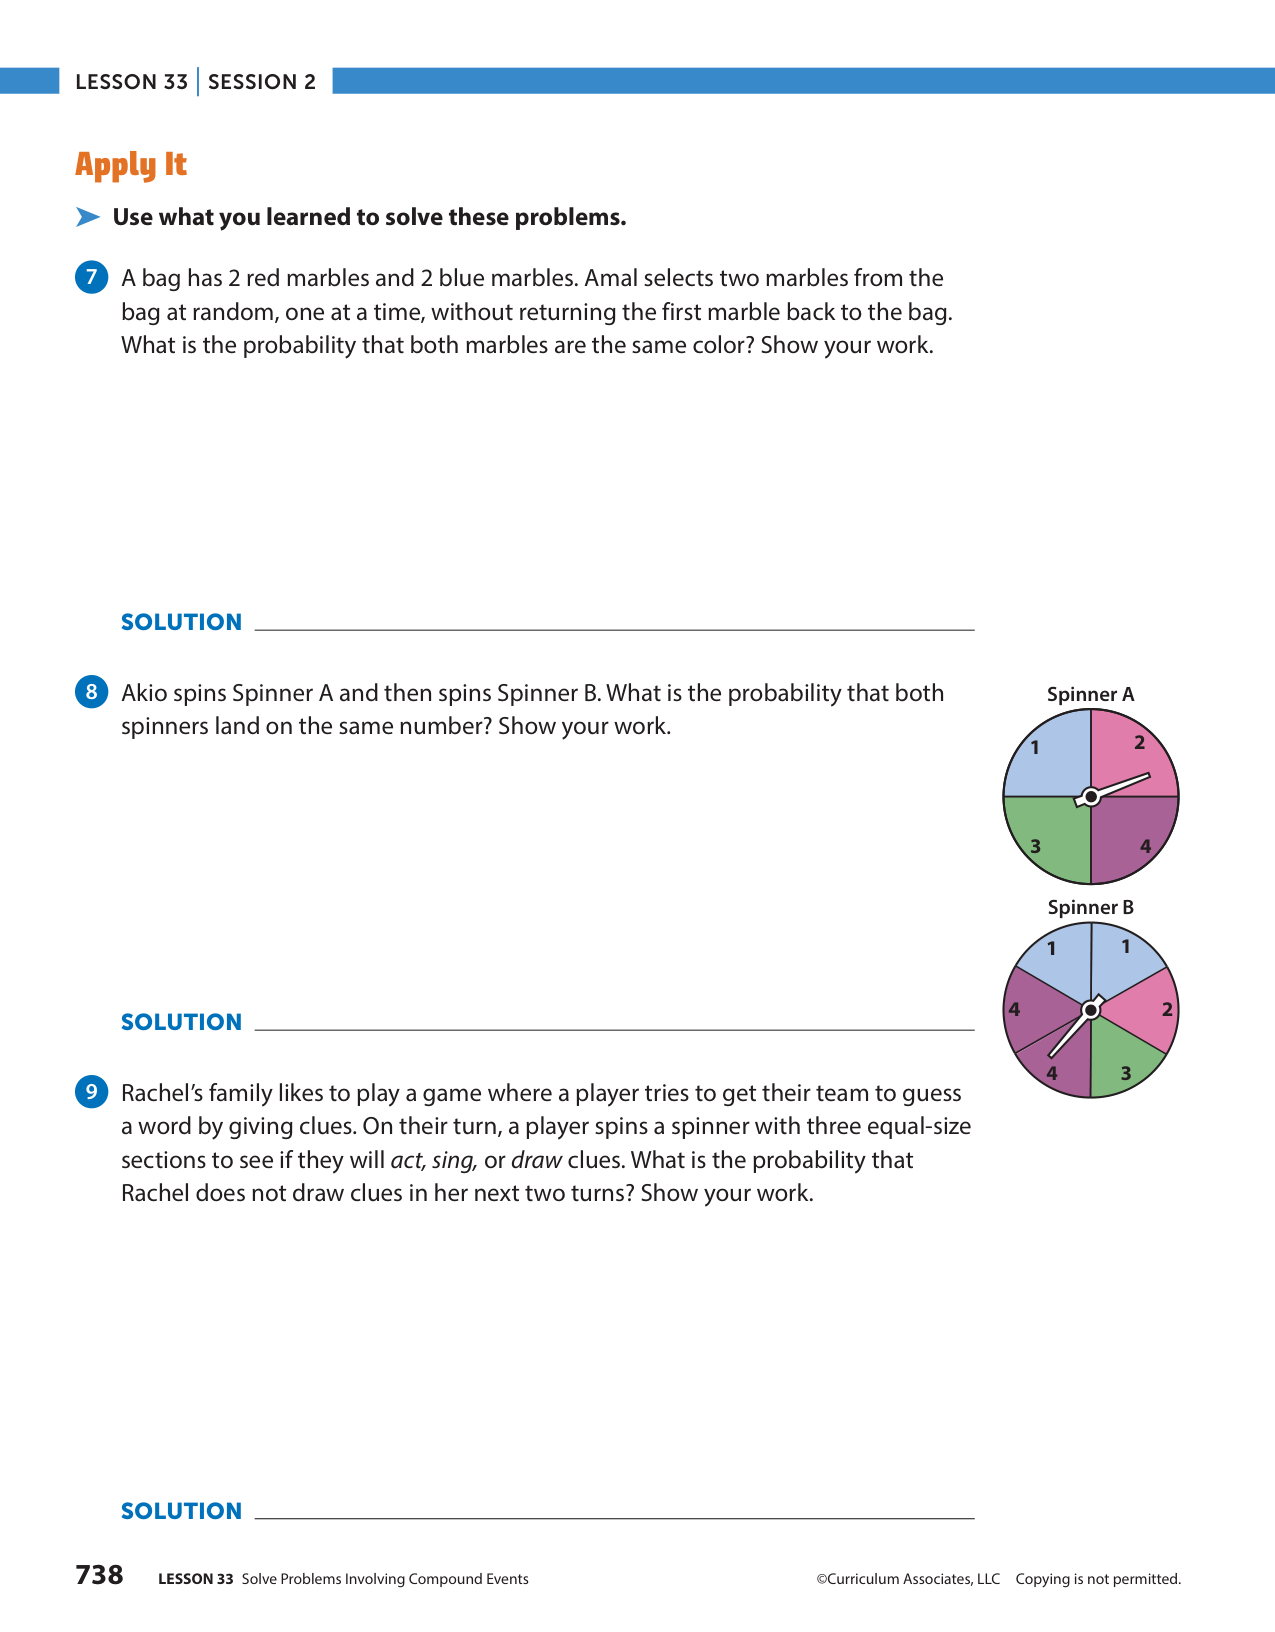 LESSON 33 | SESSION 2
Apply It
Use what you learned to solve these problems.
7 A bag has 2 red marbles and 2 blue marbles. Amal selects two marbles from the
bag at random, one at a time, without returning the first marble back to the bag.
What is the probability that both marbles are the same color? Show your work.
SOLUTION
8 Akio spins Spinner A and then spins Spinner B. What is the probability that both
spinners land on the same number? Show your work.
Spinner A
1 2
3 4
Spinner B
1 1
4 2
4 3
SOLUTION
9 Rachel’s family likes to play a game where a player tries to get their team to guess
a word by giving clues. On their turn, a player spins a spinner with three equal-size
sections to see if they will act, sing, or draw clues. What is the probability that
Rachel does not draw clues in her next two turns? Show your work.
SOLUTION
738 LESSON 33 Solve Problems Involving Compound Events ©Curriculum Associates, LLC Copying is not permitted.